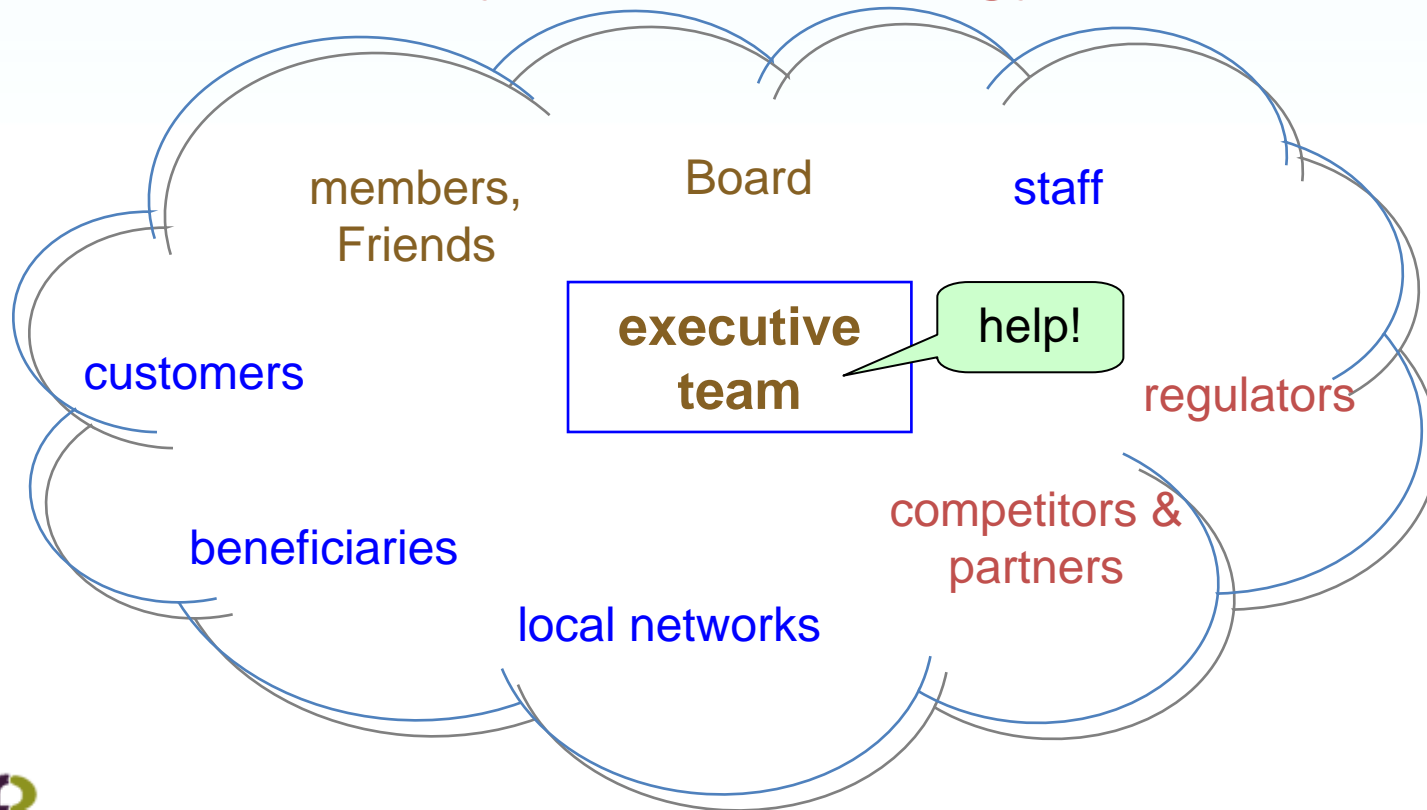 members,
Friends
Board
staff
executive
team
help!
customers
regulators
competitors &
partners
beneficiaries
local networks